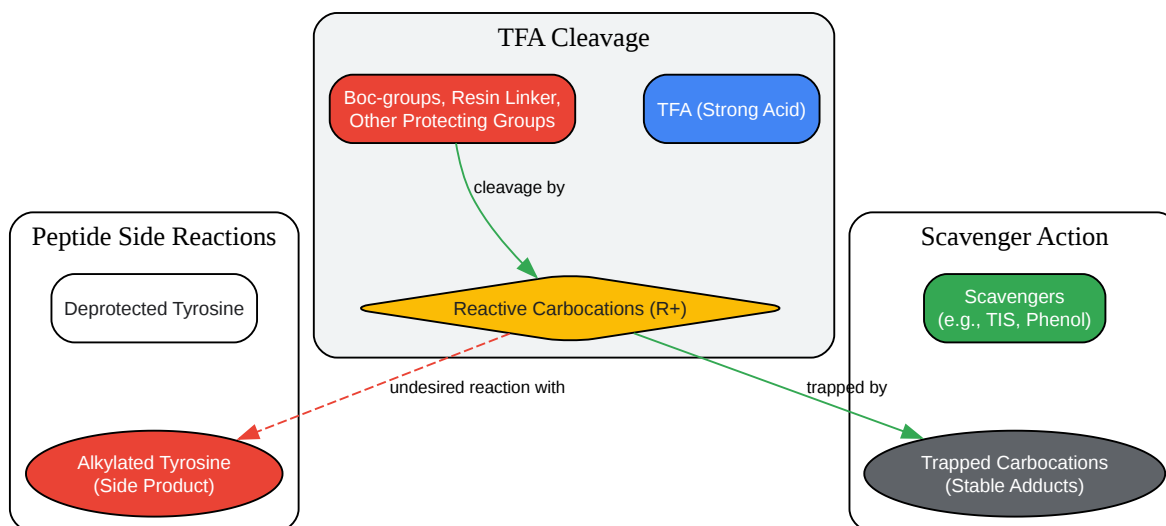 TFA Cleavage
Boc-groups, Resin Linker,
Other Protecting Groups
TFA (Strong Acid)
cleavage by
Peptide Side Reactions
Deprotected Tyrosine
Reactive Carbocations (R+)
Scavenger Action
Scavengers
(e.g., TIS, Phenol)
undesired reaction with
trapped by
Alkylated Tyrosine
(Side Product)
Trapped Carbocations
(Stable Adducts)